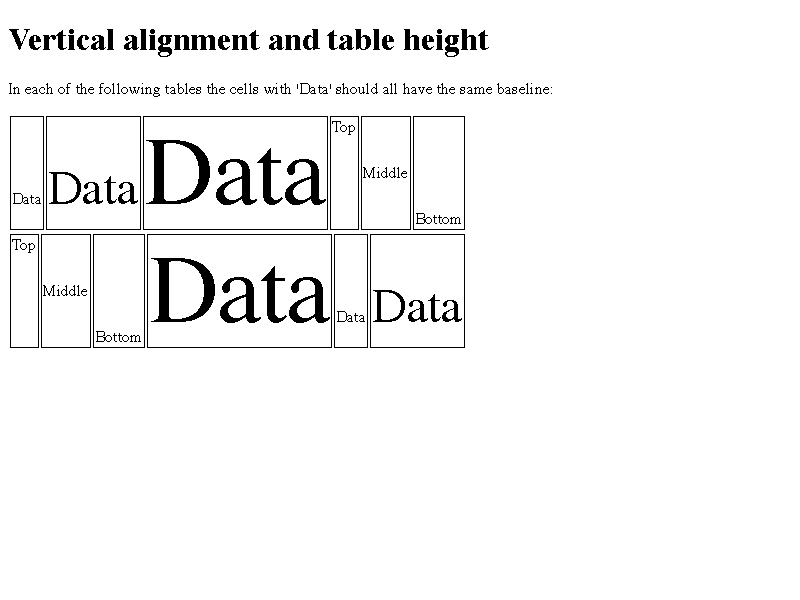 Vertical alignment and table height
In each of the following tables the cells with 'Data' should all have the same baseline:
Data Data Data Top Middle Bottom
Top Middle Bottom Data Data Data